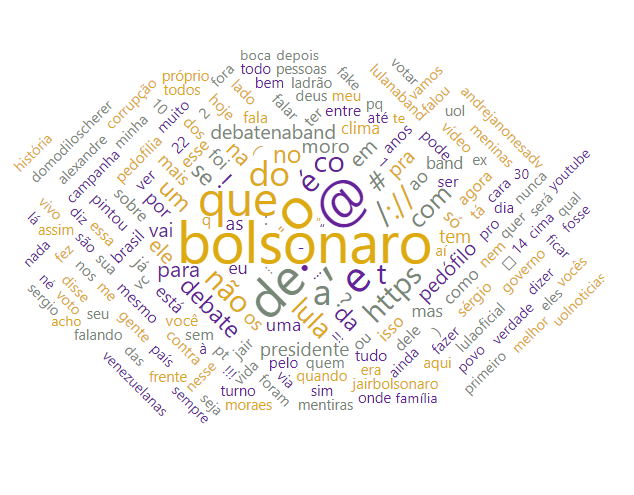 boca depois
próprio todo pessoas
todos fora bem ladrão fake
corrupção hoje lado deus meu lulanaband vamos votar
domodiloscherer minha 10 muito 2 dos fala falar ter entre pq até te falou uol andrejanonesadv
história alexandre 22 esse debatenaband clima anos vídeo meninas
campanha pedofilia mais foi moro 1 pode
ver um se na ( no em pra band ex youtube
vivo sobre do é co # ao ser agora cara 30 nunca
lá diz essa pintou por ! @ /:// com só tá dia será qual
assim vai que q o pro quer cima fosse
nada fez são sua brasil ele as tem aí nem 14 ficar
bolsonaro
né voto nos já vc para eu de . - , ' e t https pedofilo como sérgio governo dizer eles vocês
sergio disse me mesmo está não a ? da mas lulaoficial verdade melhor uolnoticias
acho gente você debate os lula !! isso ) fazer povo
falando seu contra sem uma ou dele ainda primeiro
das país à pt jair presidente tudo aqui
venezuelanas frente nesse !!! vida pelo quem era
sempre seja turno foram via quando jairbolsonaro
moraes sim onde família
mentiras